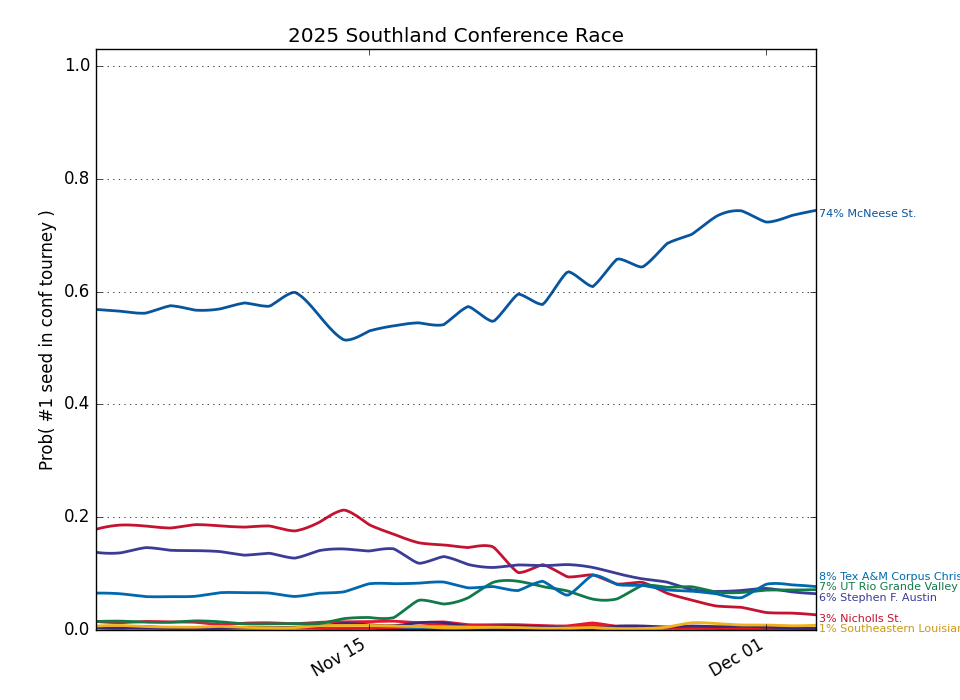 2025 Southland Conference Race
1.0
0.8
0.6
0.4
0.2
0.0
Prob( #1 seed in conf tourney )
Nov 15
Dec 01
74% McNeese St.
8% Tex A&M Corpus Chris
7% UT Rio Grande Valley
6% Stephen F. Austin
3% Nicholls St.
1% Southeastern Louisian